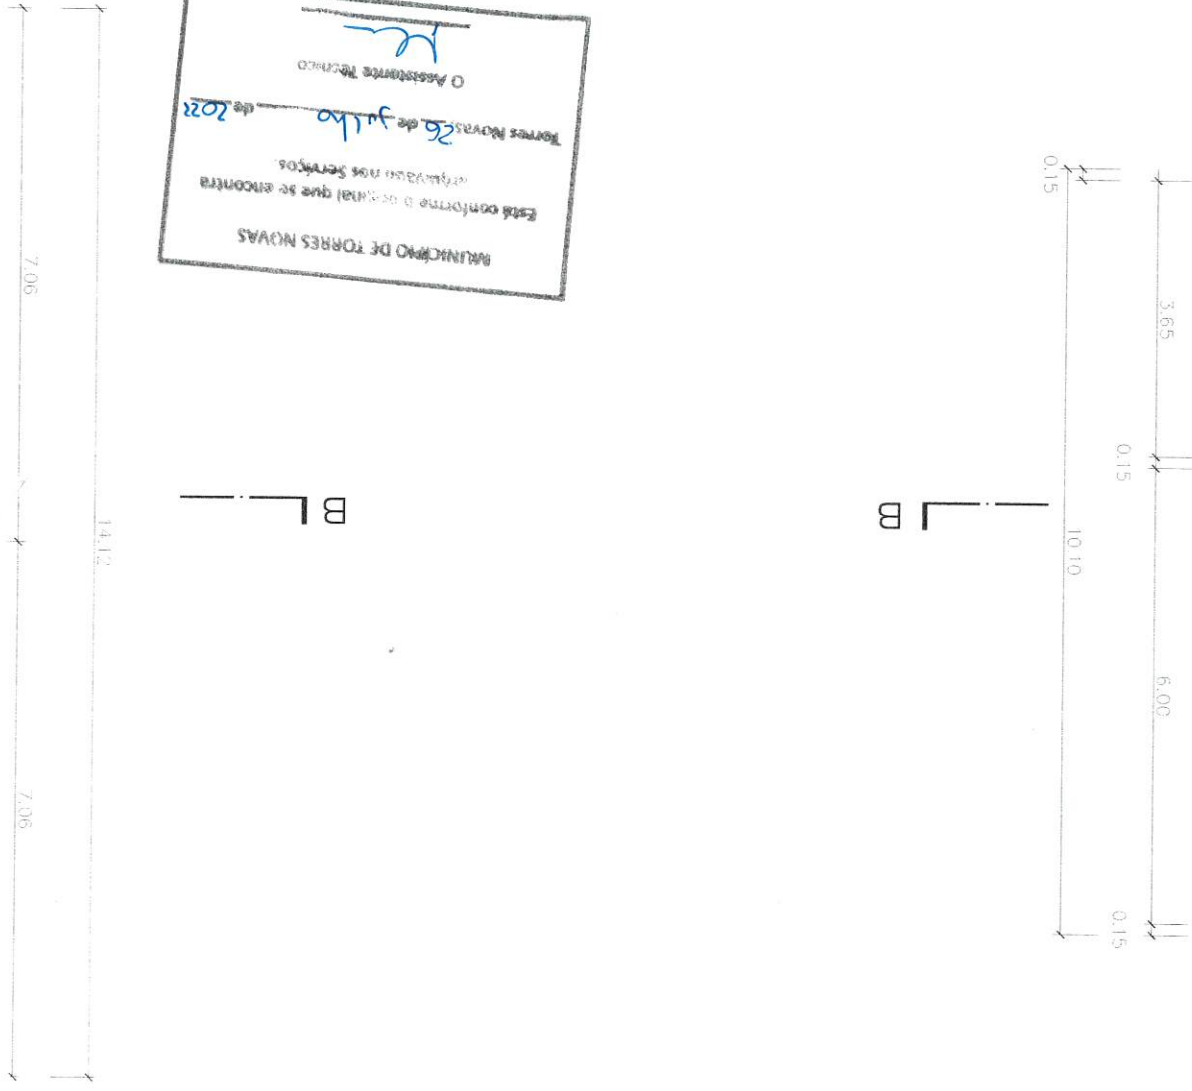 MUNICÍPIO DE TORRES NOVAS
Está conforme o original que se encontra
arquivado nos Serviços.
Torres Novas, 26 de julho de 2022
O Assistente Técnico
B
B
7.06
7.06
14.12
0.15
3.65
0.15
10.10
6.00
0.15